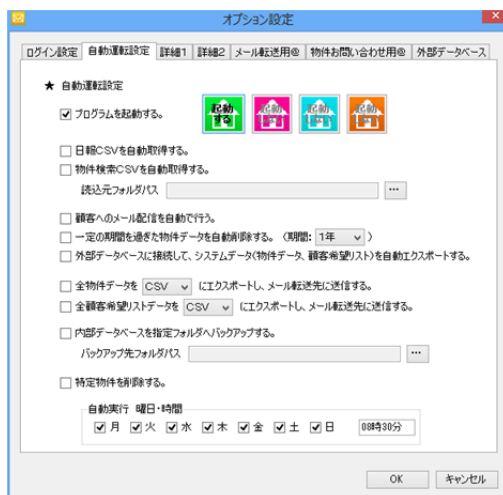 オプション設定
ログイン設定 自動運転設定 詳細1 詳細2 メール転送用@ 物件お問い合わせ用@ 外部データベース
★ 自動運転設定
プログラムを起動する。
起動する
起動
起動
起動
日報CSVを自動取得する。
物件検索CSVを自動取得する。
読込元フォルダパス ...
顧客へのメール配信を自動で行う。
一定の期間を過ぎた物件データを自動削除する。（期間: 1年 ）
外部データベースに接続して、システムデータ(物件データ、顧客希望リスト)を自動エクスポートする。
全物件データを CSV にエクスポートし、メール転送先に送信する。
全顧客希望リストデータを CSV にエクスポートし、メール転送先に送信する。
内部データベースを指定フォルダへバックアップする。
バックアップ先フォルダパス ...
特定物件を削除する。
自動実行 曜日・時間
月 火 水 木 金 土 日 08時30分
OK キャンセル